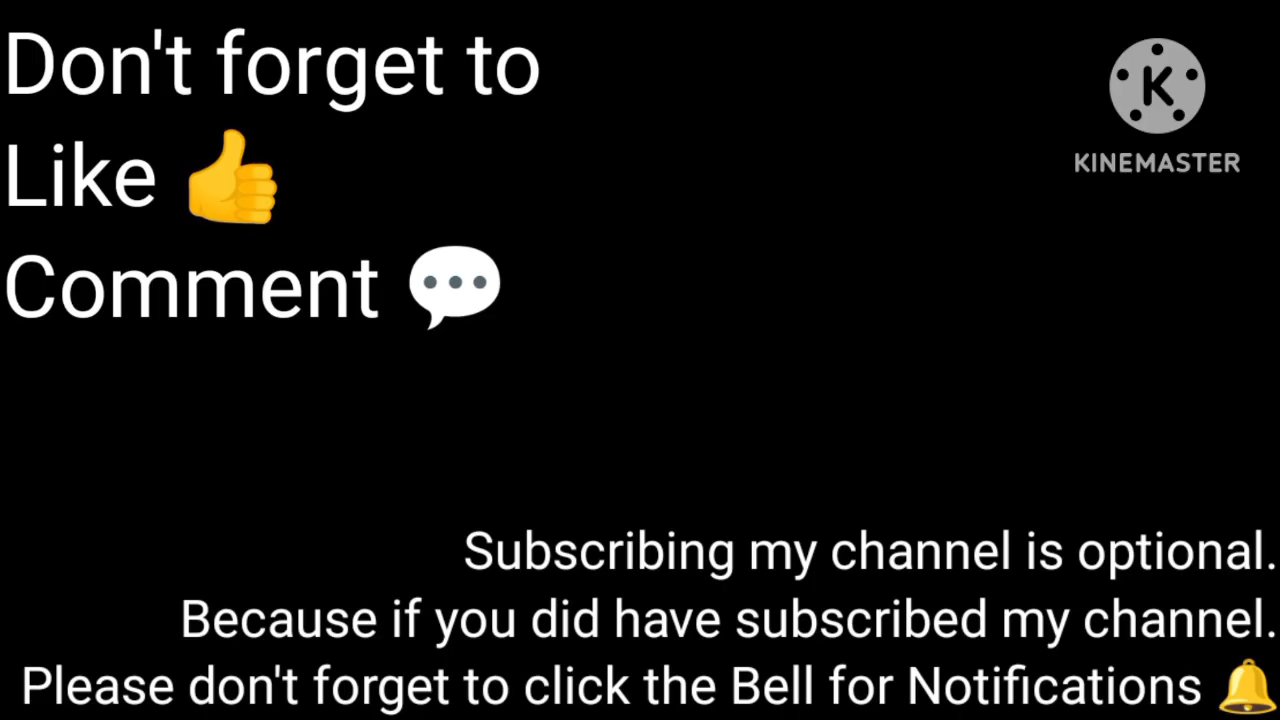 Don't forget to
Like 👍
Comment 💬
K
KINEMASTER
Subscribing my channel is optional.
Because if you did have subscribed my channel.
Please don't forget to click the Bell for Notifications 🔔